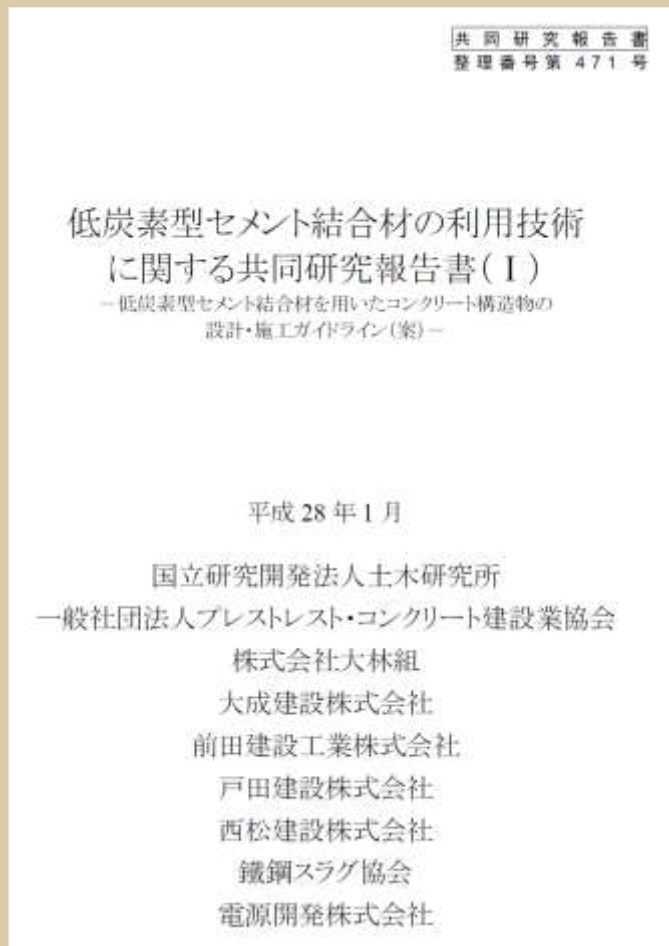 共同研究報告書
整理番号第 471 号
低炭素型セメント結合材の利用技術
に関する共同研究報告書(Ⅰ)
－低炭素型セメント結合材を用いたコンクリート構造物の
設計・施工ガイドライン(案)－
平成 28 年 1 月
国立研究開発法人土木研究所
一般社団法人プレストレスト・コンクリート建設業協会
株式会社大林組
大成建設株式会社
前田建設工業株式会社
戸田建設株式会社
西松建設株式会社
鐵鋼スラグ協会
電源開発株式会社